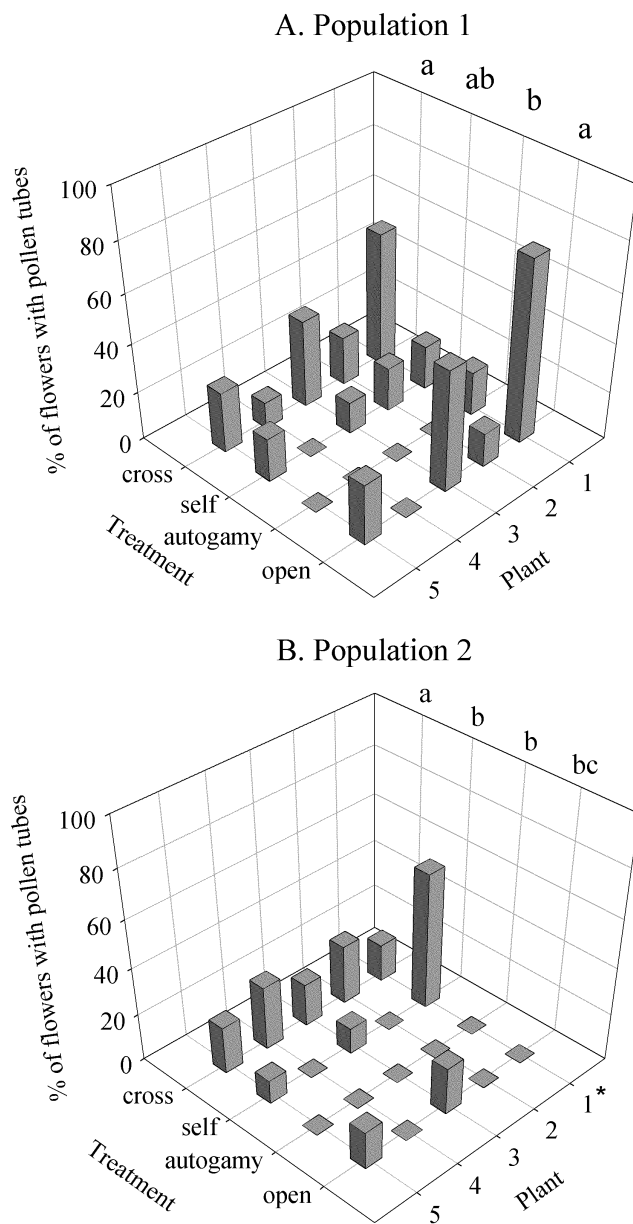 A. Population 1
a ab b a
% of flowers with pollen tubes
100
80
60
40
20
0
cross
self
autogamy
open
Treatment
1
2
3
4
5
Plant
B. Population 2
a b b bc
% of flowers with pollen tubes
100
80
60
40
20
0
cross
self
autogamy
open
Treatment
1*
2
3
4
5
Plant